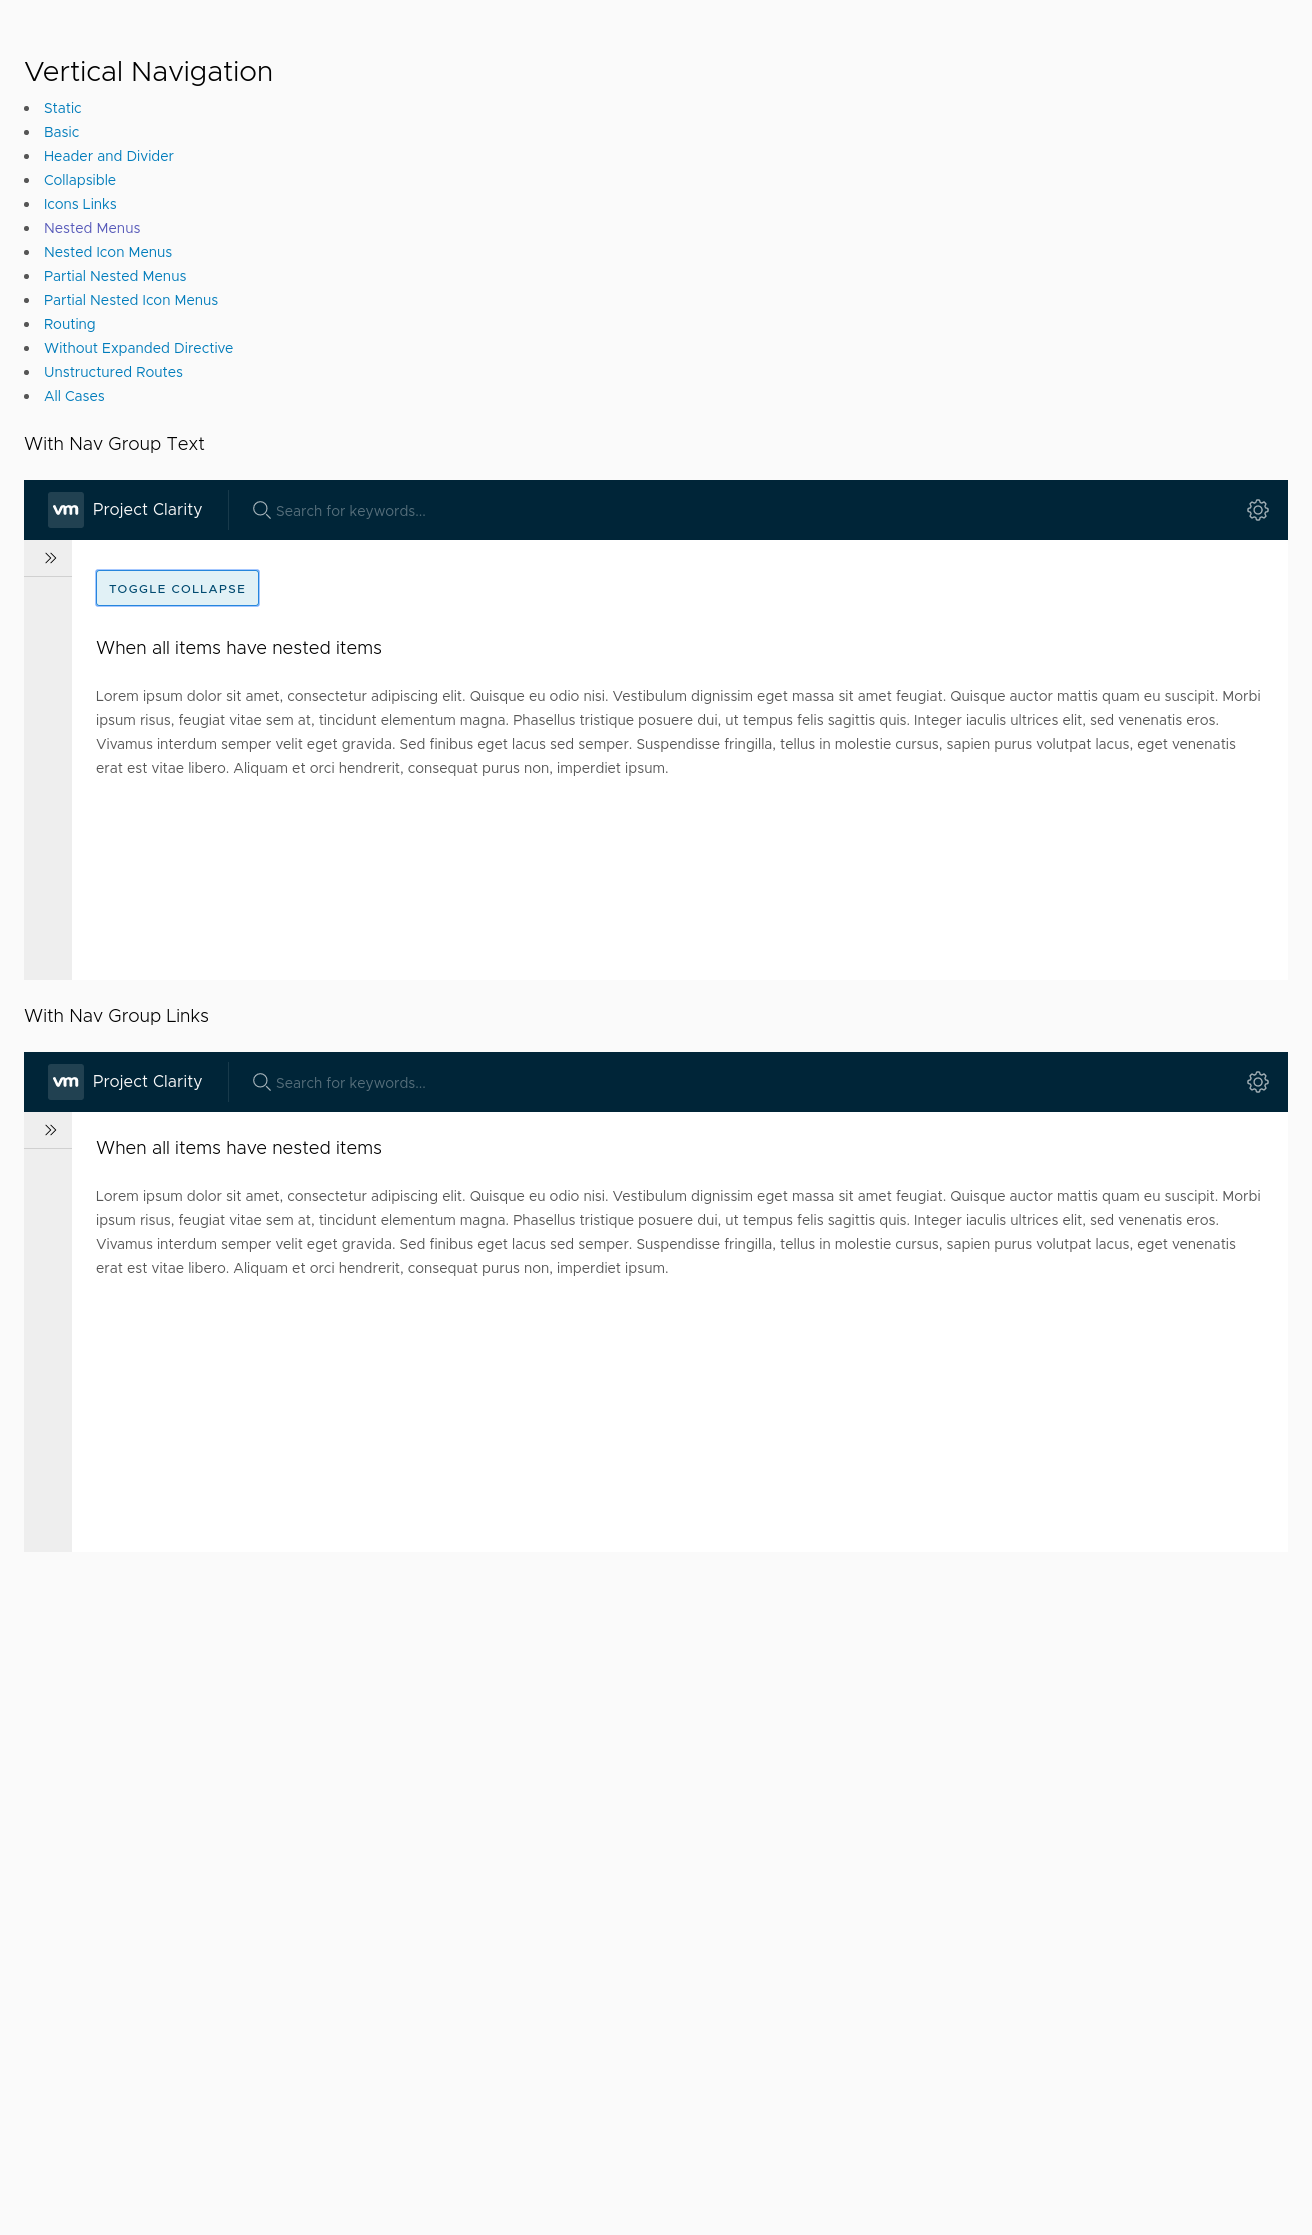 Vertical Navigation
Static
Basic
Header and Divider
Collapsible
Icons Links
Nested Menus
Nested Icon Menus
Partial Nested Menus
Partial Nested Icon Menus
Routing
Without Expanded Directive
Unstructured Routes
All Cases
With Nav Group Text
vm Project Clarity Search for keywords...
TOGGLE COLLAPSE
When all items have nested items
Lorem ipsum dolor sit amet, consectetur adipiscing elit. Quisque eu odio nisi. Vestibulum dignissim eget massa sit amet feugiat. Quisque auctor mattis quam eu suscipit. Morbi
ipsum risus, feugiat vitae sem at, tincidunt elementum magna. Phasellus tristique posuere dui, ut tempus felis sagittis quis. Integer iaculis ultrices elit, sed venenatis eros.
Vivamus interdum semper velit eget gravida. Sed finibus eget lacus sed semper. Suspendisse fringilla, tellus in molestie cursus, sapien purus volutpat lacus, eget venenatis
erat est vitae libero. Aliquam et orci hendrerit, consequat purus non, imperdiet ipsum.
With Nav Group Links
vm Project Clarity Search for keywords...
When all items have nested items
Lorem ipsum dolor sit amet, consectetur adipiscing elit. Quisque eu odio nisi. Vestibulum dignissim eget massa sit amet feugiat. Quisque auctor mattis quam eu suscipit. Morbi
ipsum risus, feugiat vitae sem at, tincidunt elementum magna. Phasellus tristique posuere dui, ut tempus felis sagittis quis. Integer iaculis ultrices elit, sed venenatis eros.
Vivamus interdum semper velit eget gravida. Sed finibus eget lacus sed semper. Suspendisse fringilla, tellus in molestie cursus, sapien purus volutpat lacus, eget venenatis
erat est vitae libero. Aliquam et orci hendrerit, consequat purus non, imperdiet ipsum.